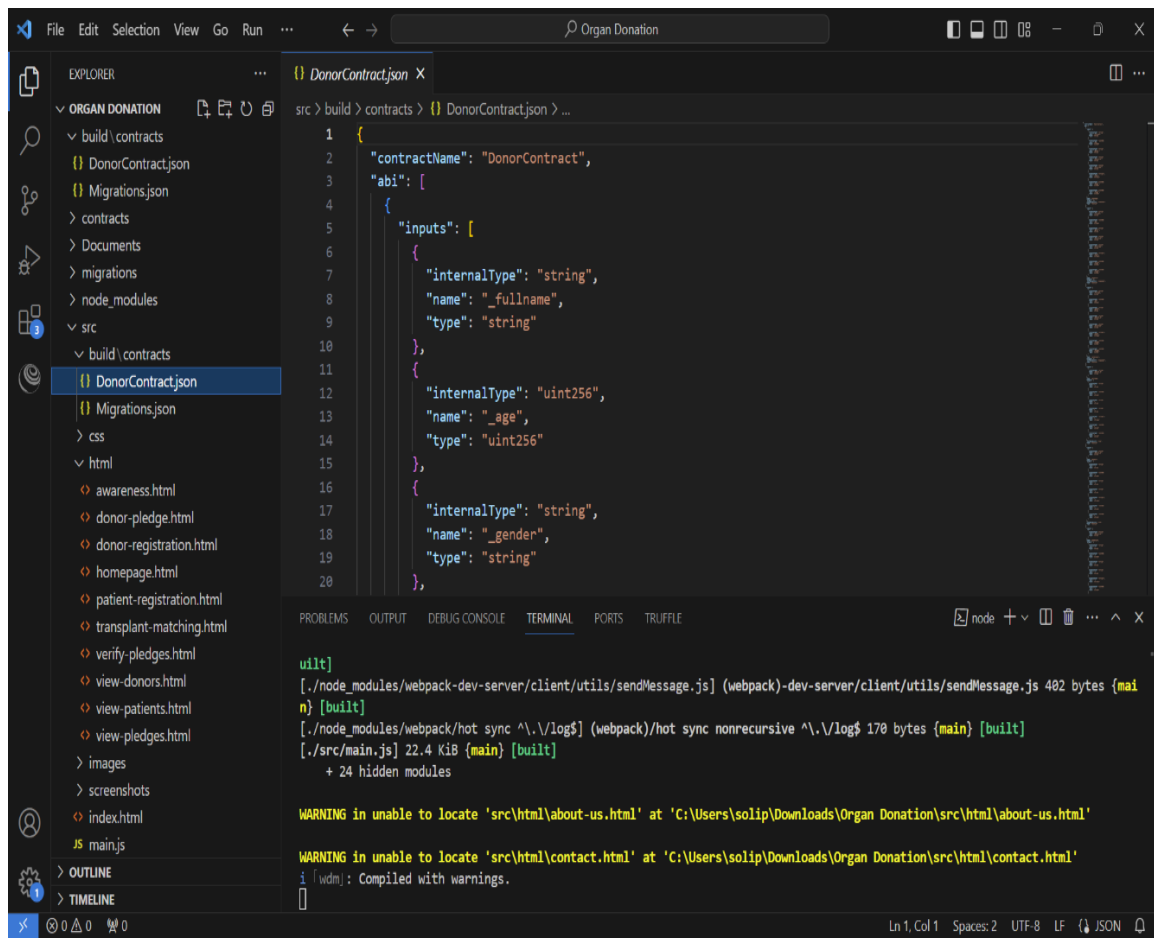 File Edit Selection View Go Run ···
Organ Donation
EXPLORER ···
ORGAN DONATION
build\contracts
{} DonorContract.json
{} Migrations.json
contracts
Documents
migrations
node_modules
src
build\contracts
{} DonorContract.json
{} Migrations.json
css
html
<> awareness.html
<> donor-pledge.html
<> donor-registration.html
<> homepage.html
<> patient-registration.html
<> transplant-matching.html
<> verify-pledges.html
<> view-donors.html
<> view-patients.html
<> view-pledges.html
images
screenshots
<> index.html
JS main.js
OUTLINE
TIMELINE
3
1
{} DonorContract.json
src > build > contracts > {} DonorContract.json > ...
1 {
2 "contractName": "DonorContract",
3 "abi": [
4 {
5 "inputs": [
6 {
7 "internalType": "string",
8 "name": "_fullname",
9 "type": "string"
10 },
11 {
12 "internalType": "uint256",
13 "name": "_age",
14 "type": "uint256"
15 },
16 {
17 "internalType": "string",
18 "name": "_gender",
19 "type": "string"
20 },
PROBLEMS OUTPUT DEBUG CONSOLE TERMINAL PORTS TRUFFLE
node
uilt]
[./node_modules/webpack-dev-server/client/utils/sendMessage.js] (webpack)-dev-server/client/utils/sendMessage.js 402 bytes {mai
n} [built]
[./node_modules/webpack/hot sync ^\.\/log$] (webpack)/hot sync nonrecursive ^\.\/log$ 170 bytes {main} [built]
[./src/main.js] 22.4 KiB {main} [built]
+ 24 hidden modules
WARNING in unable to locate 'src\html\about-us.html' at 'C:\Users\solip\Downloads\Organ Donation\src\html\about-us.html'
WARNING in unable to locate 'src\html\contact.html' at 'C:\Users\solip\Downloads\Organ Donation\src\html\contact.html'
i ｢wdm｣: Compiled with warnings.
0 0 0
Ln 1, Col 1 Spaces: 2 UTF-8 LF {} JSON